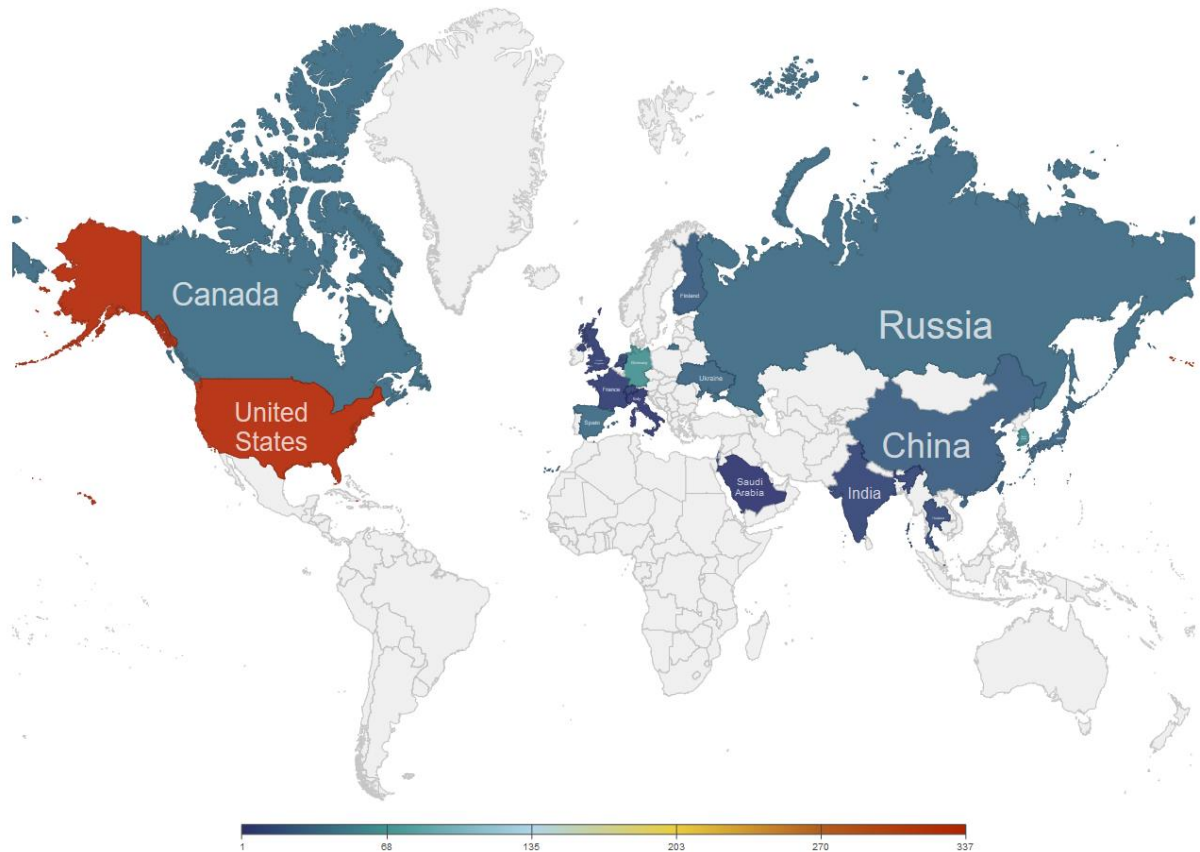 Canada
Russia
Finland
United
States
Ukraine
Germany
France
Italy
Spain
China
Saudi
Arabia
India
1
68
135
203
270
337